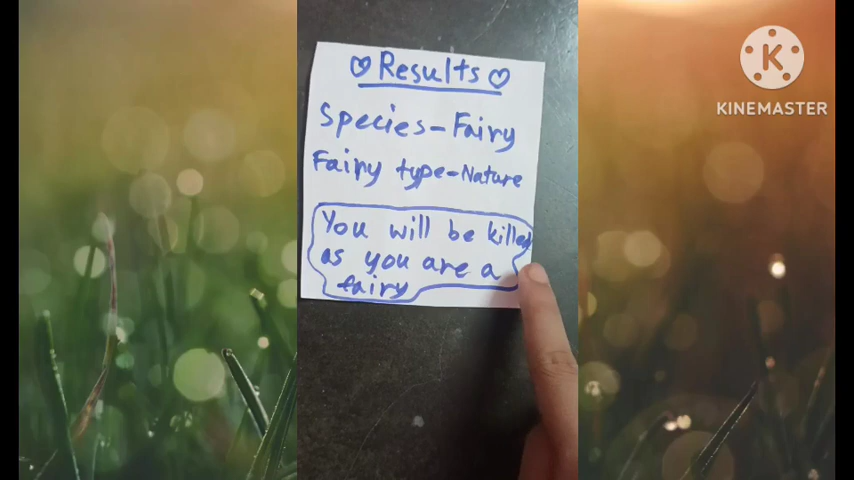 Results
Species-Fairy
Fairy type-Nature
You will be killed
as you are a
fairy
K
KINEMASTER